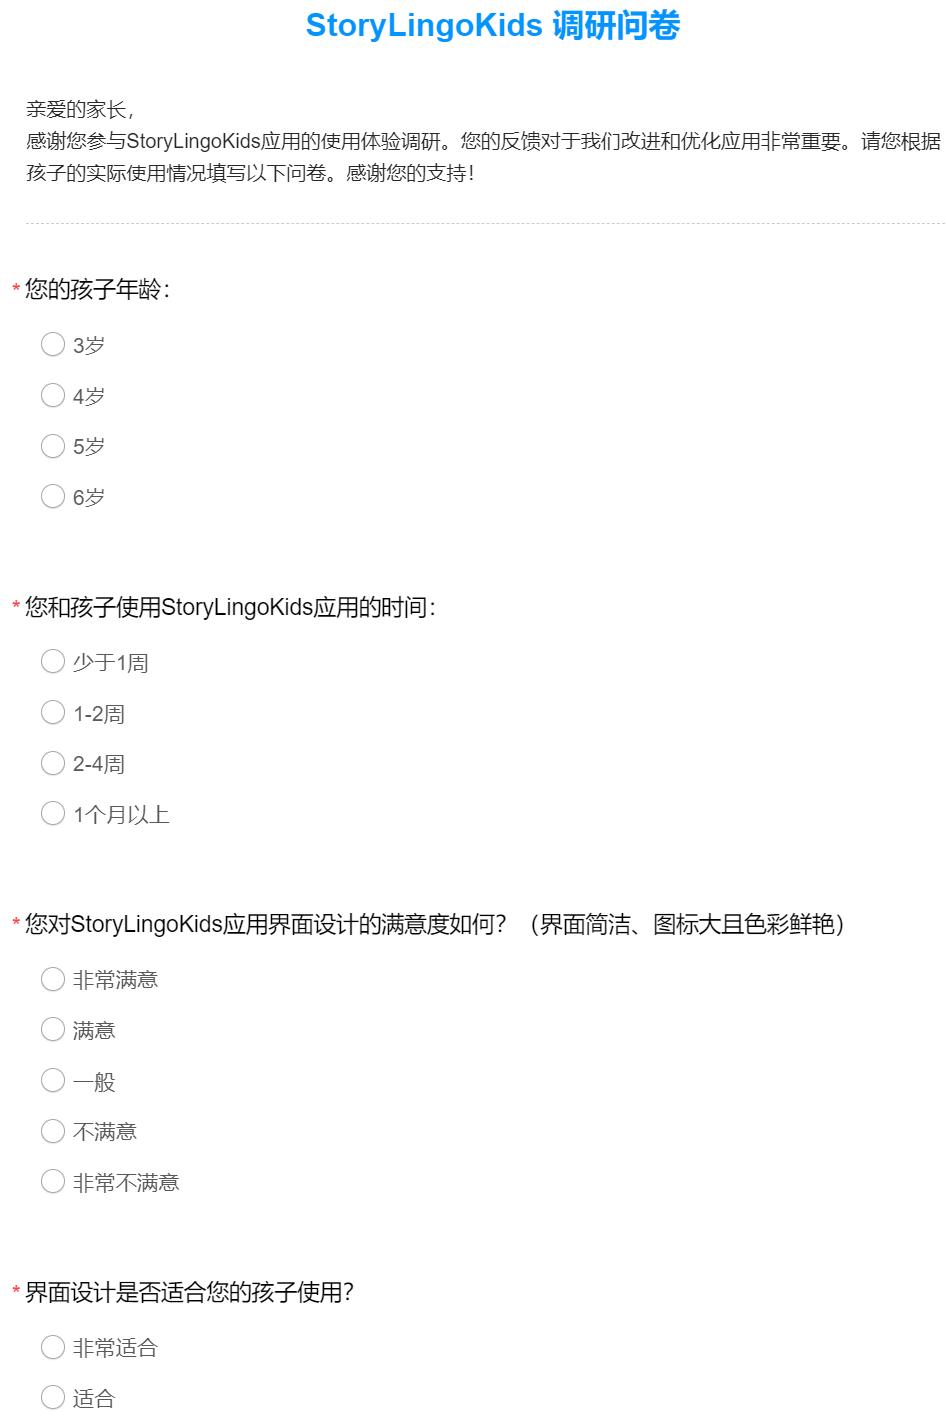 StoryLingoKids 调研问卷
亲爱的家长，
感谢您参与StoryLingoKids应用的使用体验调研。您的反馈对于我们改进和优化应用非常重要。请您根据
孩子的实际使用情况填写以下问卷。感谢您的支持！
* 您的孩子年龄：
3岁
4岁
5岁
6岁
* 您和孩子使用StoryLingoKids应用的时间：
少于1周
1-2周
2-4周
1个月以上
* 您对StoryLingoKids应用界面设计的满意度如何？（界面简洁、图标大且色彩鲜艳）
非常满意
满意
一般
不满意
非常不满意
* 界面设计是否适合您的孩子使用？
非常适合
适合